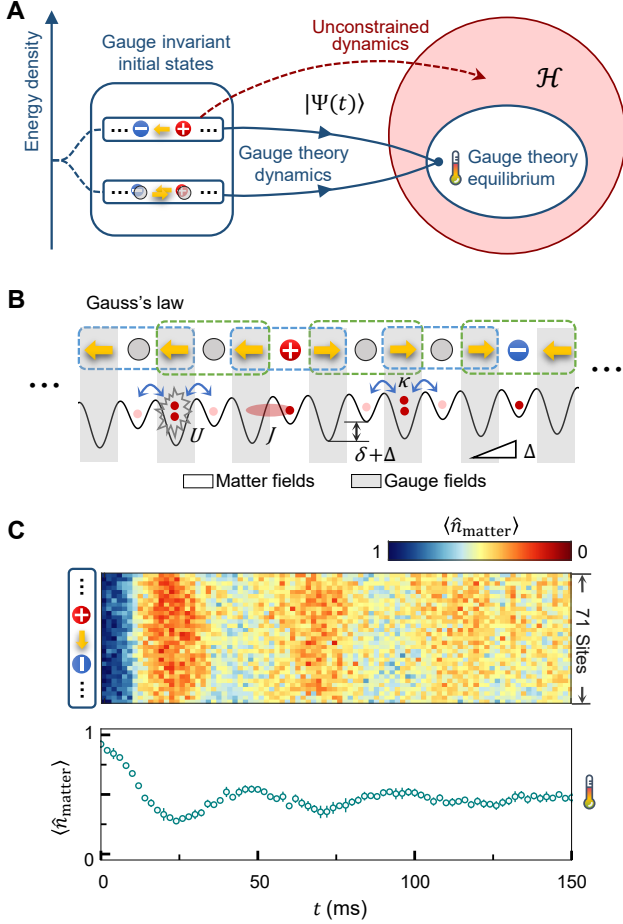 A
Energy density
Gauge invariant
initial states
Unconstrained
dynamics
ℋ
|Ψ(t)⟩
... − + ...
Gauge theory
dynamics
... − + ...
Gauge theory
equilibrium
B
Gauss's law
+ −
... ...
U
J
κ
δ+Δ
Δ
Matter fields
Gauge fields
C
⟨n̂matter⟩
1 0
... + − ...
71 Sites
⟨n̂matter⟩
1
0
0 50 100 150
t (ms)